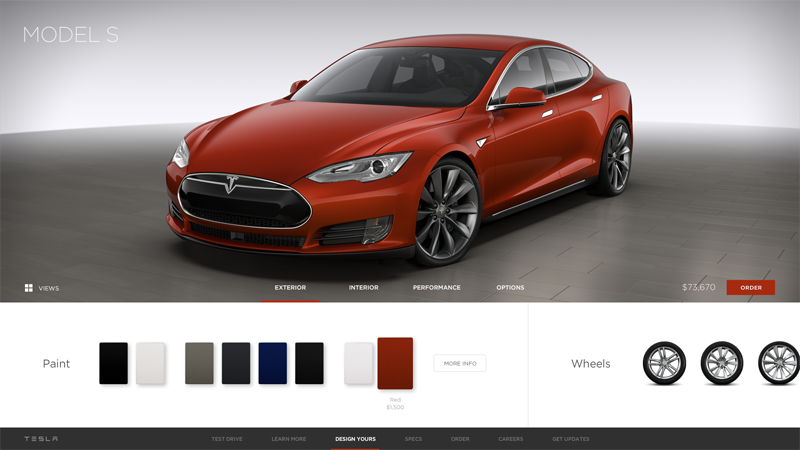 MODEL S
VIEWS
EXTERIOR INTERIOR PERFORMANCE OPTIONS
$73,670 ORDER
Paint
MORE INFO
Wheels
Red
$1,500
TESLA
TEST DRIVE LEARN MORE DESIGN YOURS SPECS ORDER CAREERS GET UPDATES